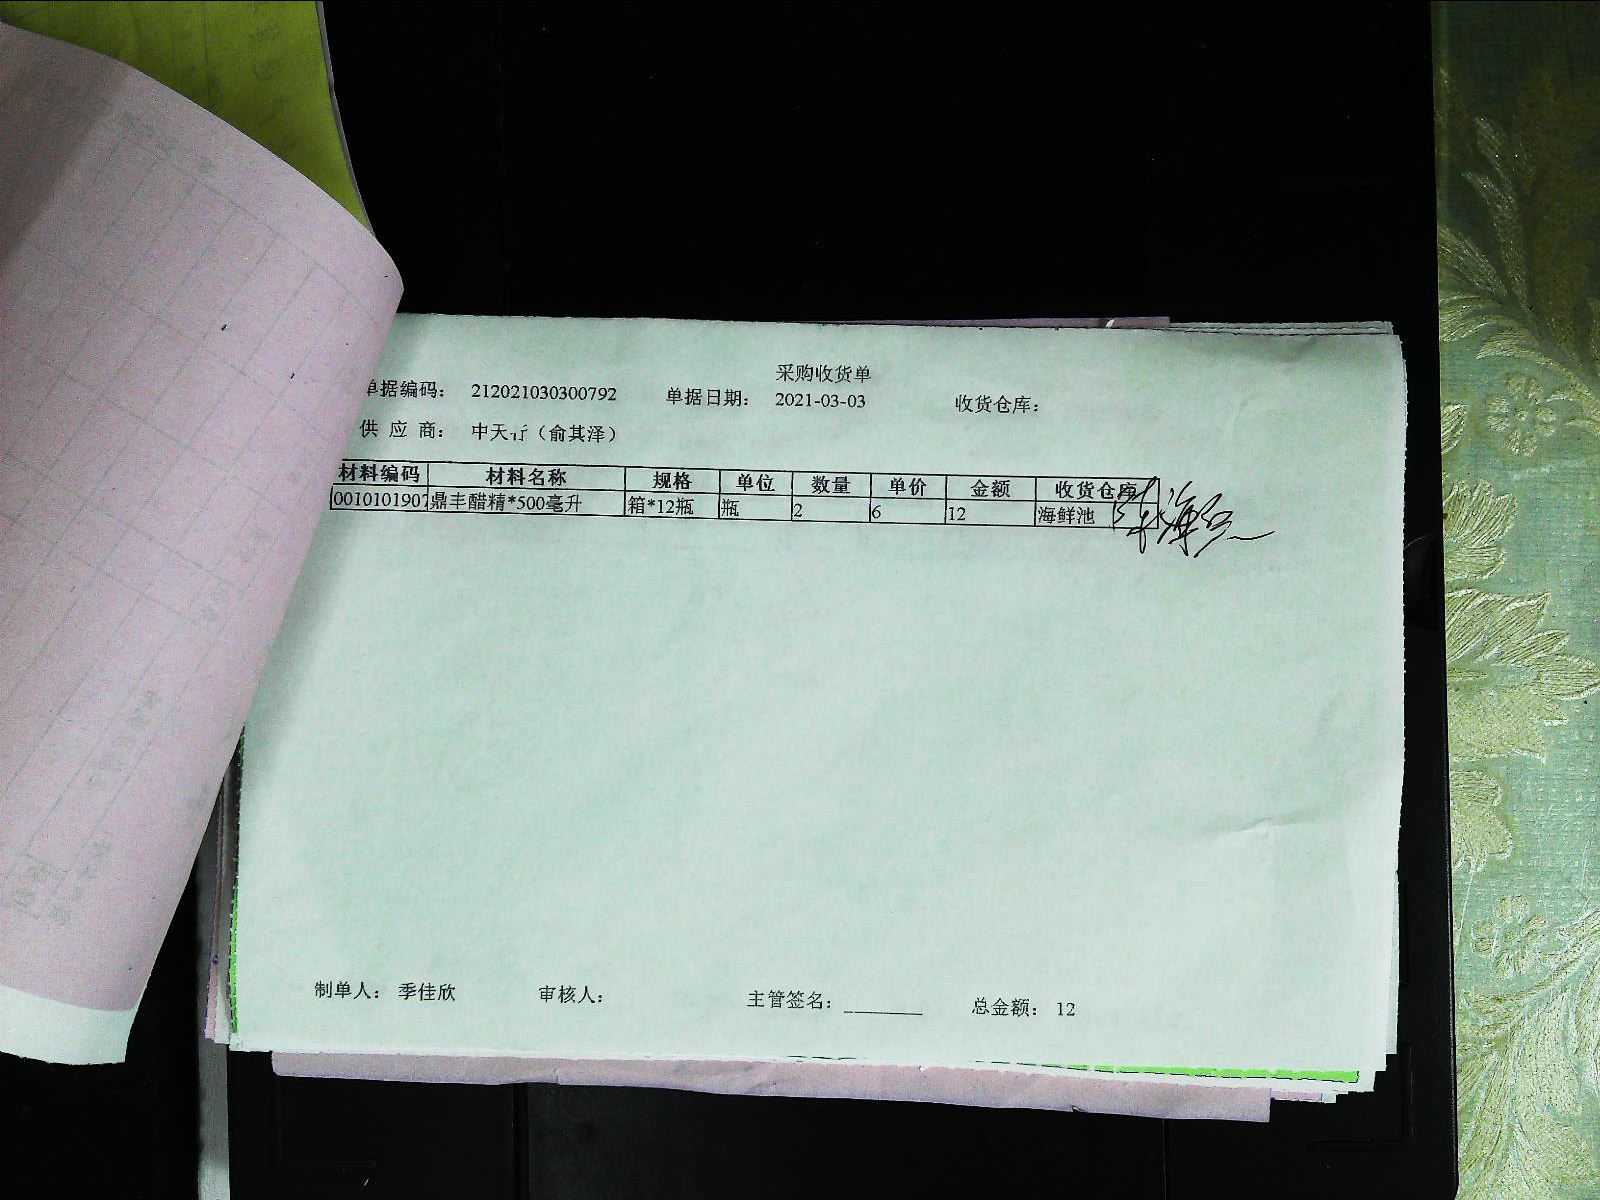 采购收货单
单据编码: 212021030300792 单据日期: 2021-03-03 收货仓库:
供 应 商: 中天 (俞其泽)
材料编码 材料名称 规格 单位 数量 单价 金额 收货仓库
0010101907 鼎丰醋精*500毫升 箱*12瓶 瓶 2 6 12 海鲜池
制单人: 季佳欣 审核人: 主管签名: ________ 总金额: 12